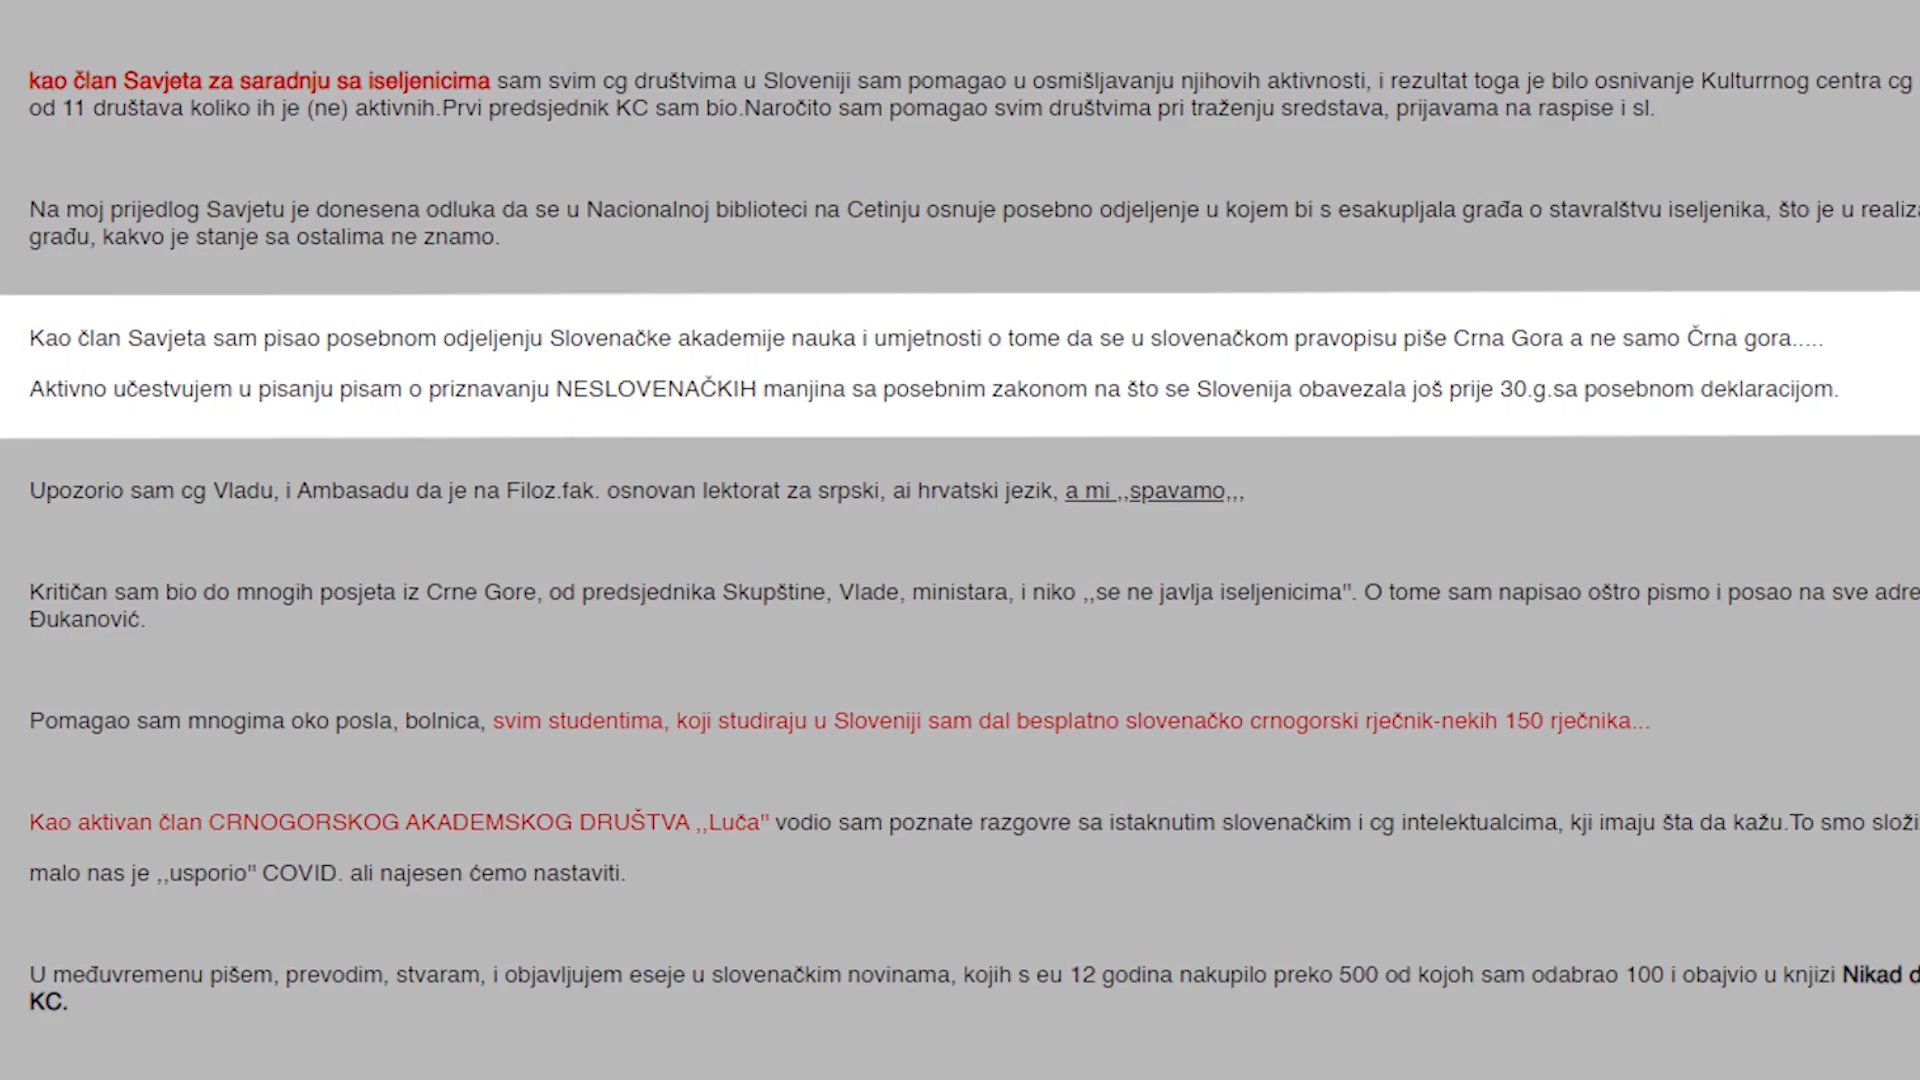 kao član Savjeta za saradnju sa iseljenicima sam svim cg društvima u Sloveniji sam pomagao u osmišljavanju njihovih aktivnosti, i rezultat toga je bilo osnivanje Kulturrnog centra cg
od 11 društava koliko ih je (ne) aktivnih.Prvi predsjednik KC sam bio.Naročito sam pomagao svim društvima pri traženju sredstava, prijavama na raspise i sl.
Na moj prijedlog Savjetu je donesena odluka da se u Nacionalnoj biblioteci na Cetinju osnuje posebno odjeljenje u kojem bi s esakupljala građa o stavralštvu iseljenika, što je u realiza
građu, kakvo je stanje sa ostalima ne znamo.
Kao član Savjeta sam pisao posebnom odjeljenju Slovenačke akademije nauka i umjetnosti o tome da se u slovenačkom pravopisu piše Crna Gora a ne samo Črna gora.....
Aktivno učestvujem u pisanju pisam o priznavanju NESLOVENAČKIH manjina sa posebnim zakonom na što se Slovenija obavezala još prije 30.g.sa posebnom deklaracijom.
Upozorio sam cg Vladu, i Ambasadu da je na Filoz.fak. osnovan lektorat za srpski, ai hrvatski jezik, a mi ,,spavamo,,,
Kritičan sam bio do mnogih posjeta iz Crne Gore, od predsjednika Skupštine, Vlade, ministara, i niko ,,se ne javlja iseljenicima". O tome sam napisao oštro pismo i posao na sve adre
Đukanović.
Pomagao sam mnogima oko posla, bolnica, svim studentima, koji studiraju u Sloveniji sam dal besplatno slovenačko crnogorski rječnik-nekih 150 rječnika...
Kao aktivan član CRNOGORSKOG AKADEMSKOG DRUŠTVA ,,Luča" vodio sam poznate razgovre sa istaknutim slovenačkim i cg intelektualcima, kji imaju šta da kažu.To smo složi
malo nas je ,,usporio" COVID. ali najesen ćemo nastaviti.
U međuvremenu pišem, prevodim, stvaram, i objavljujem eseje u slovenačkim novinama, kojih s eu 12 godina nakupilo preko 500 od kojoh sam odabrao 100 i obajvio u knjizi Nikad d
KC.